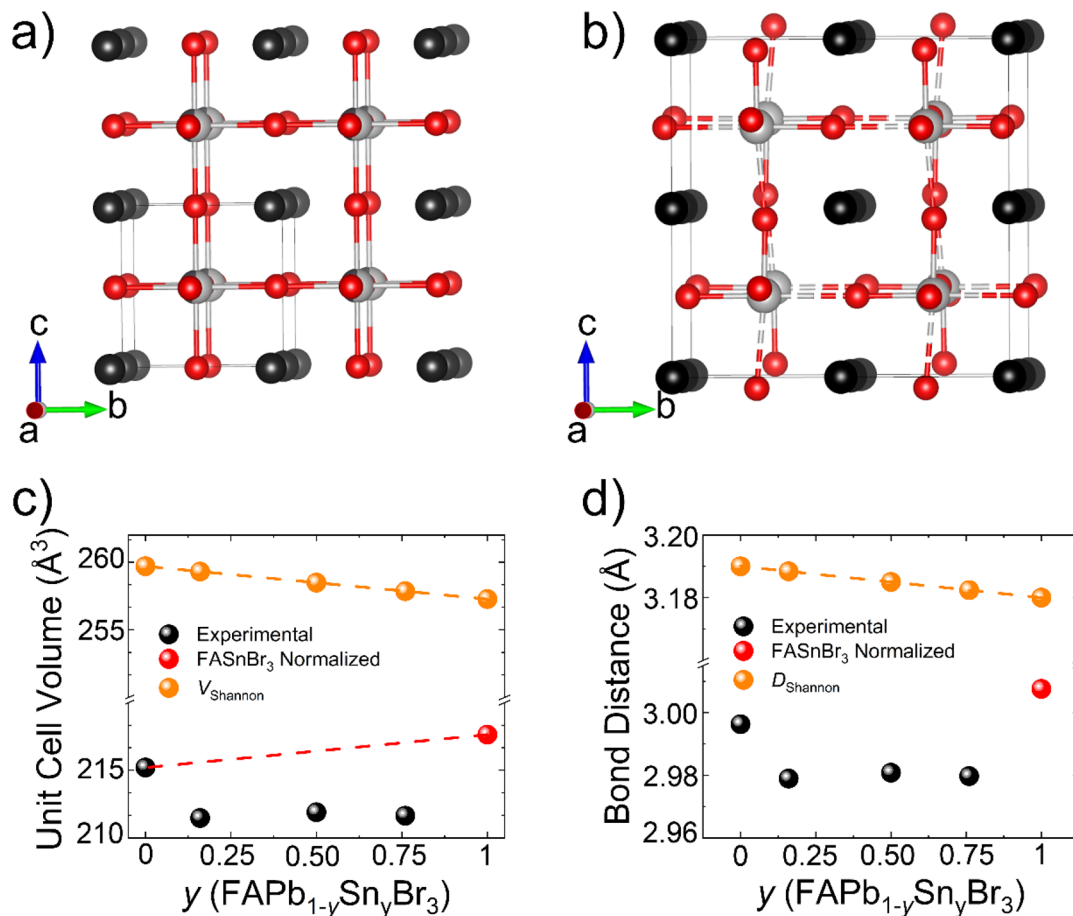 a)
b)
c
b
a
c
b
a
c)
d)
Unit Cell Volume (Å³)
260
255
215
210
Experimental
FASnBr₃ Normalized
V_Shannon
0 0.25 0.50 0.75 1
y (FAPb₁₋ySnyBr₃)
Bond Distance (Å)
3.20
3.18
3.00
2.98
2.96
Experimental
FASnBr₃ Normalized
D_Shannon
0 0.25 0.50 0.75 1
y (FAPb₁₋ySnyBr₃)